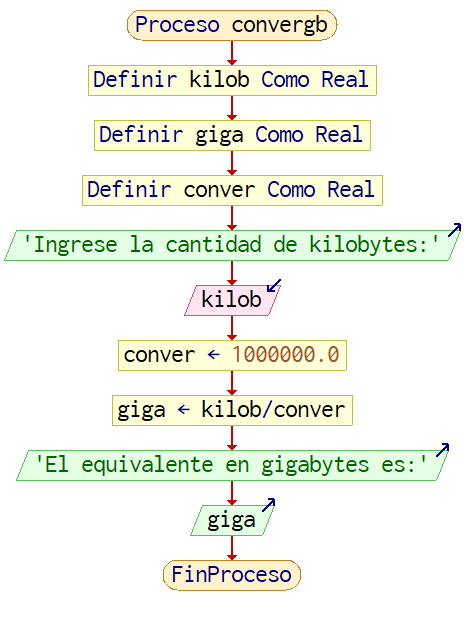 Proceso convergb
Definir kilob Como Real
Definir giga Como Real
Definir conver Como Real
'Ingrese la cantidad de kilobytes:'
kilob
conver ← 1000000.0
giga ← kilob/conver
'El equivalente en gigabytes es:'
giga
FinProceso